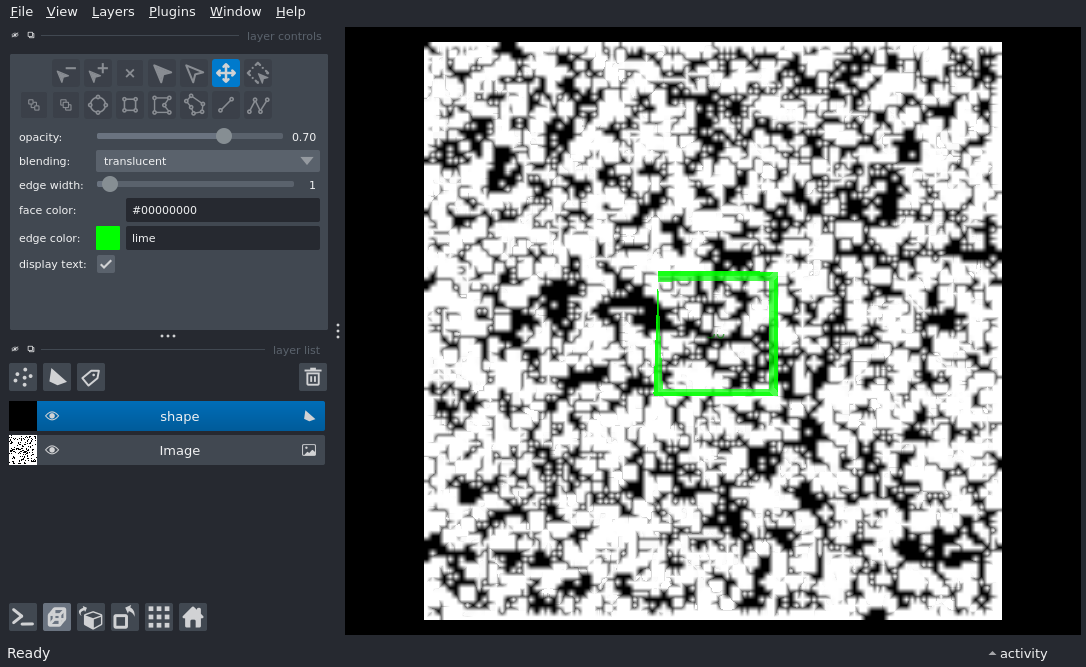 File View Layers Plugins Window Help
layer controls
opacity: 0.70
blending: translucent
edge width: 1
face color: #00000000
edge color: lime
display text:
layer list
shape
Image
Ready activity